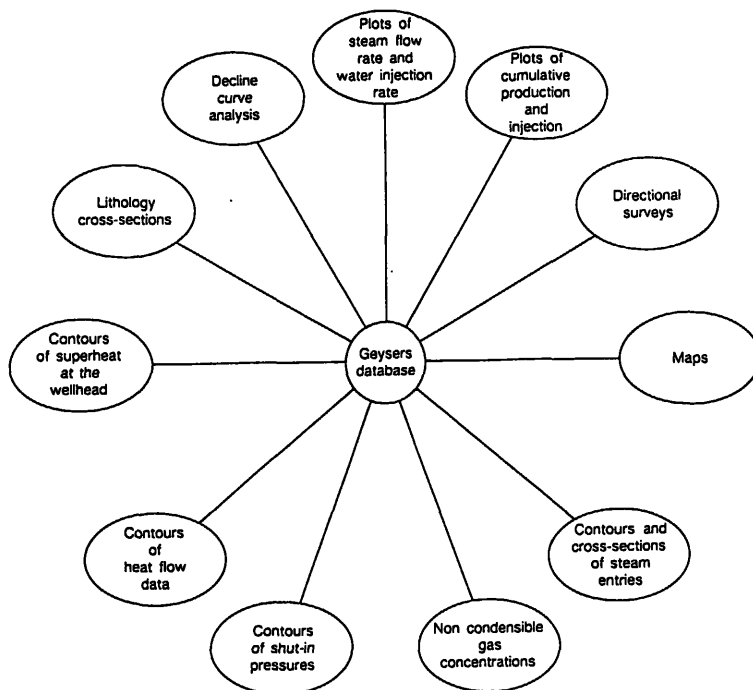 Plots of
steam flow
rate and
water injection
rate
Plots of
cumulative
production
and
injection
Decline
curve
analysis
Directional
surveys
Lithology
cross-sections
Contours
of superheat
at the
wellhead
Geysers
database
Maps
Contours
of
heat flow
data
Contours and
cross-sections
of steam
entries
Contours
of shut-in
pressures
Non condensible
gas
concentrations